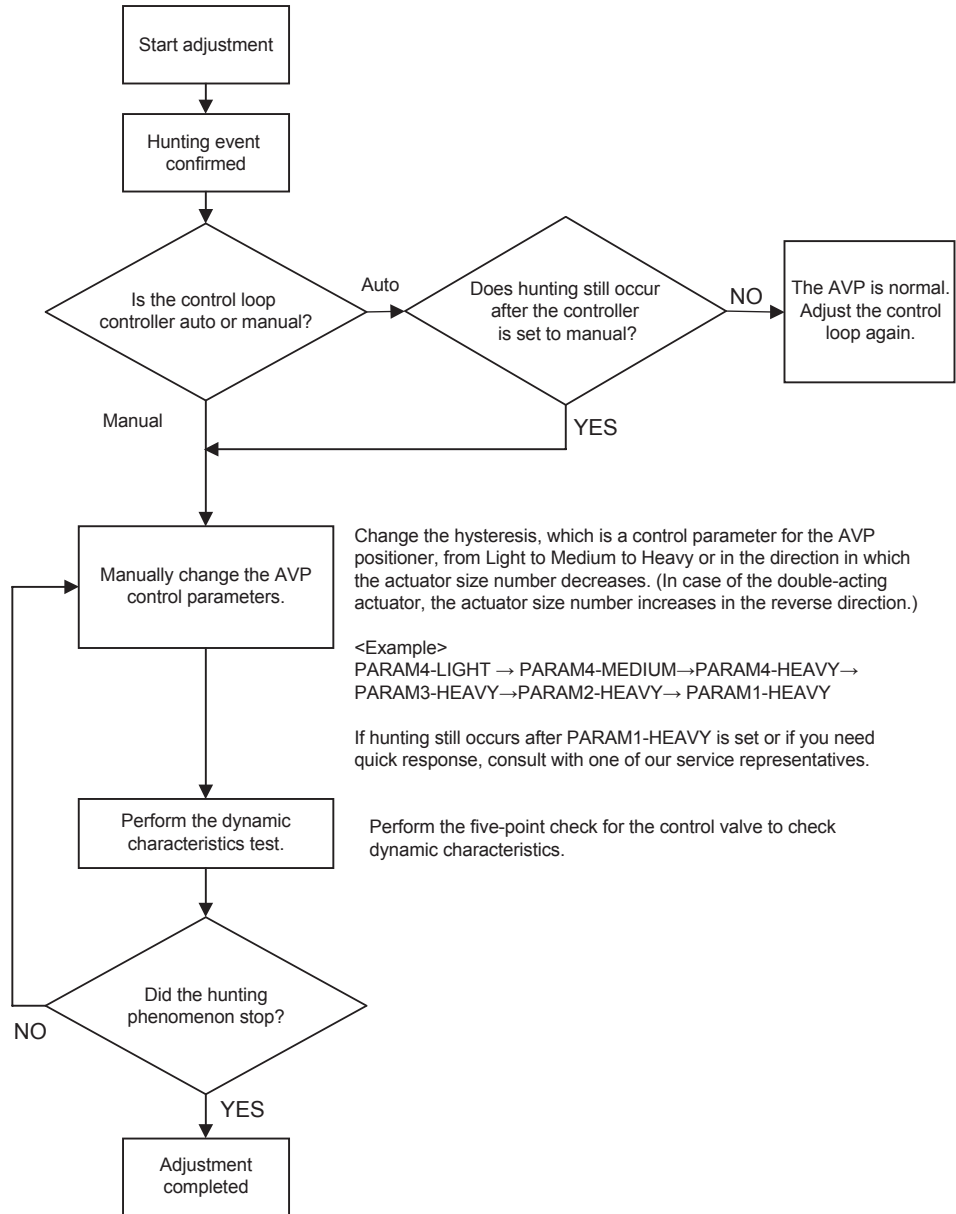 Start adjustment
Hunting event
confirmed
Is the control loop
controller auto or manual?
Auto
Does hunting still occur
after the controller
is set to manual?
NO
The AVP is normal.
Adjust the control
loop again.
Manual
YES
Manually change the AVP
control parameters.
Change the hysteresis, which is a control parameter for the AVP
positioner, from Light to Medium to Heavy or in the direction in which
the actuator size number decreases. (In case of the double-acting
actuator, the actuator size number increases in the reverse direction.)
<Example>
PARAM4-LIGHT → PARAM4-MEDIUM→PARAM4-HEAVY→
PARAM3-HEAVY→PARAM2-HEAVY→ PARAM1-HEAVY
If hunting still occurs after PARAM1-HEAVY is set or if you need
quick response, consult with one of our service representatives.
Perform the dynamic
characteristics test.
Perform the five-point check for the control valve to check
dynamic characteristics.
Did the hunting
phenomenon stop?
NO
YES
Adjustment
completed